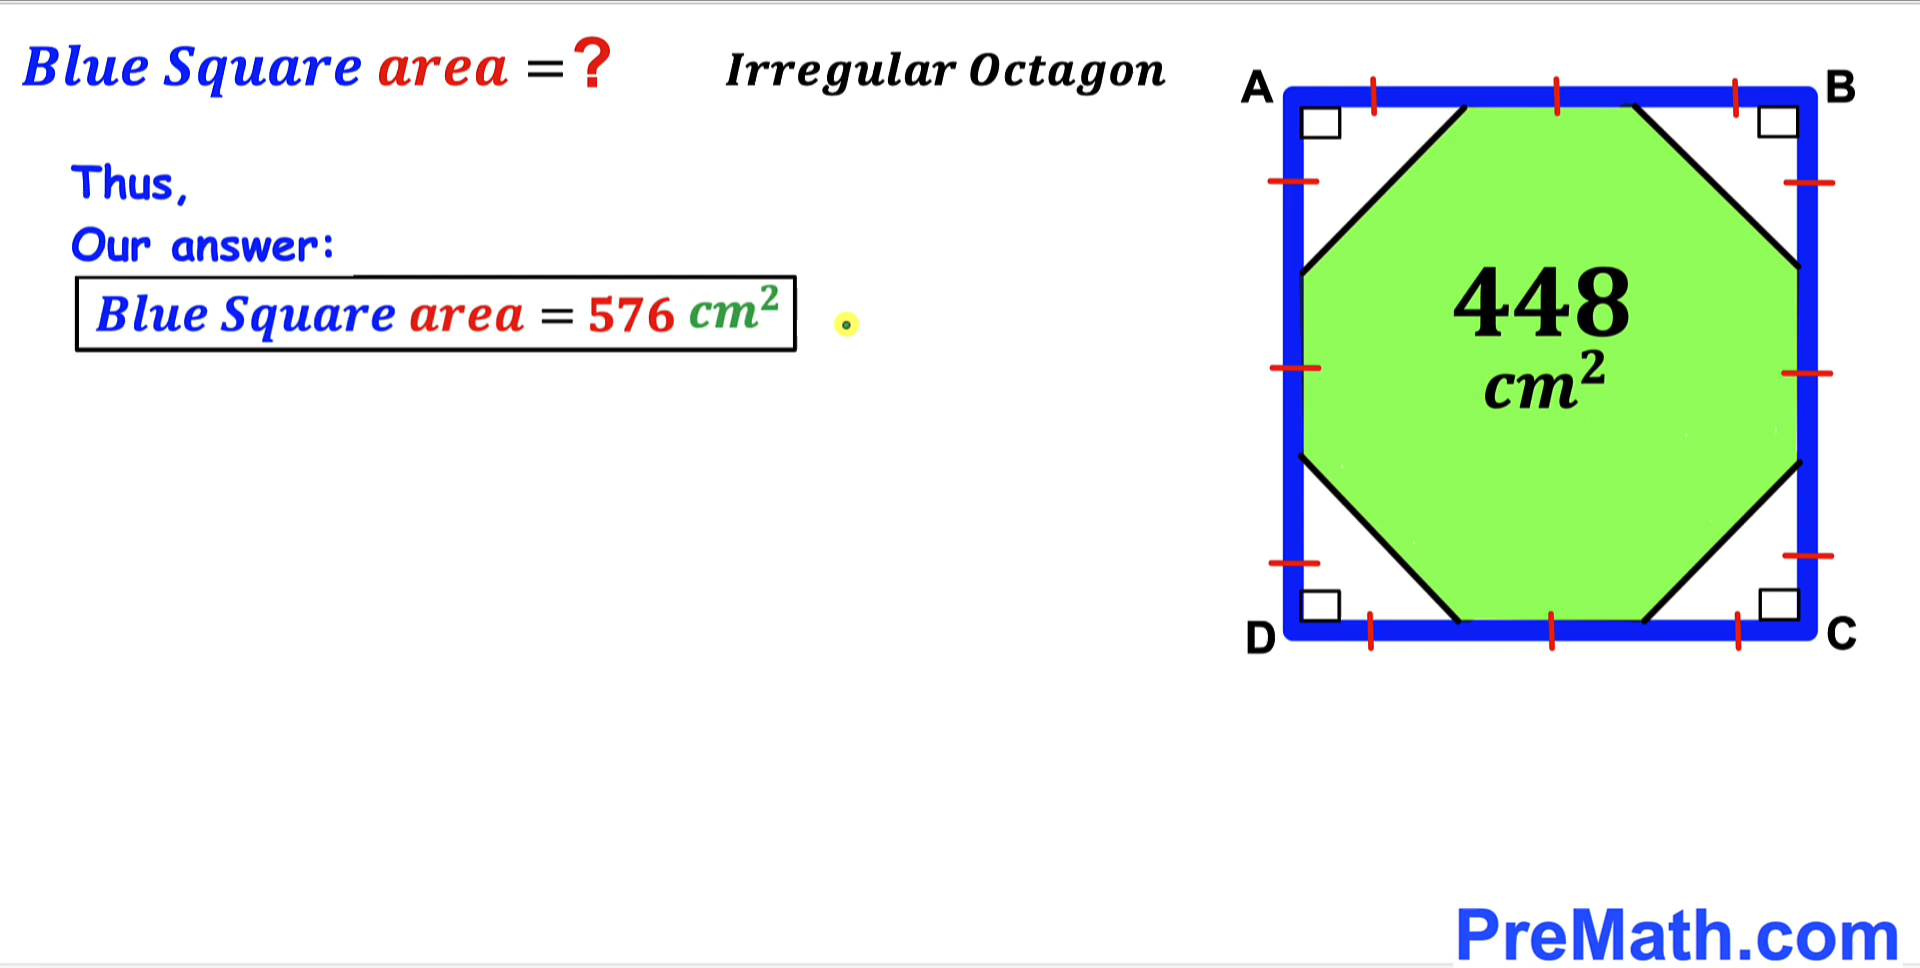 Blue Square area = ?
Irregular Octagon
Thus,
Our answer:
Blue Square area = 576 cm²
A
B
448
cm²
D
C
PreMath.com